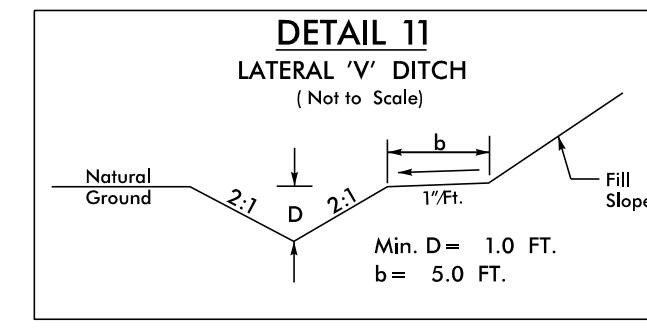 DETAIL 11
LATERAL 'V' DITCH
( Not to Scale)
b
Natural
Ground
2:1
D
2:1
1"/Ft.
Fill
Slope
Min. D = 1.0 FT.
b = 5.0 FT.